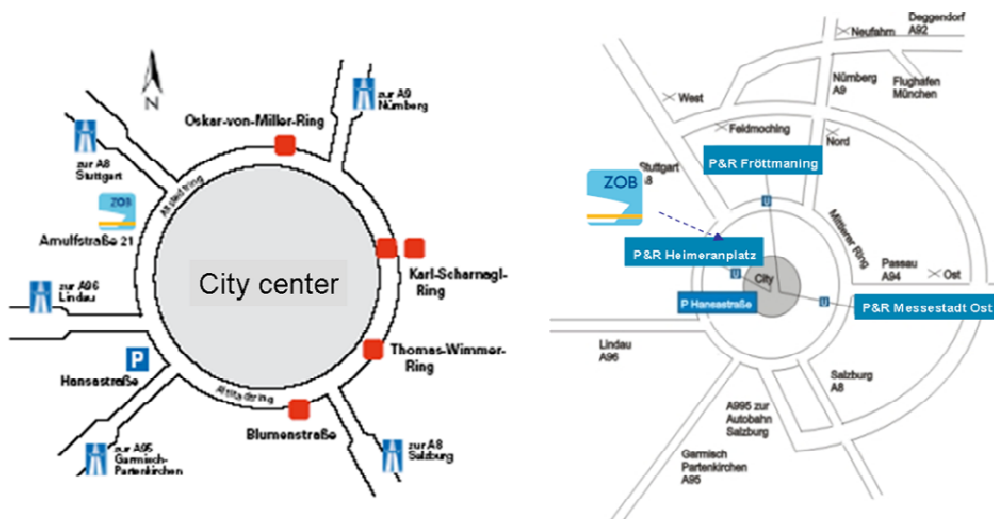 N
zur A9
Nürnberg
Oskar-von-Miller-Ring
zur A8
Stuttgart
Altstadtring
ZOB
Arnulfstraße 21
City center
Karl-Scharnagl-
Ring
zur A96
Lindau
P
Hansastraße
Thomas-Wimmer-
Ring
Altstadtring
Blumenstraße
zur A95
Garmisch-
Partenkirchen
zur A8
Salzburg
Deggendorf
A92
Neufahrn
Nürnberg
A9
Flughafen
München
West
Feldmoching
Nord
P&R Fröttmaning
Stuttgart
A8
ZOB
U
Mittlerer Ring
P&R Heimeranplatz
U
City
Passau
A94
Ost
P Hansastraße
U
P&R Messestadt Ost
Lindau
A96
Salzburg
A8
A995 zur
Autobahn
Salzburg
Garmisch
Partenkirchen
A95